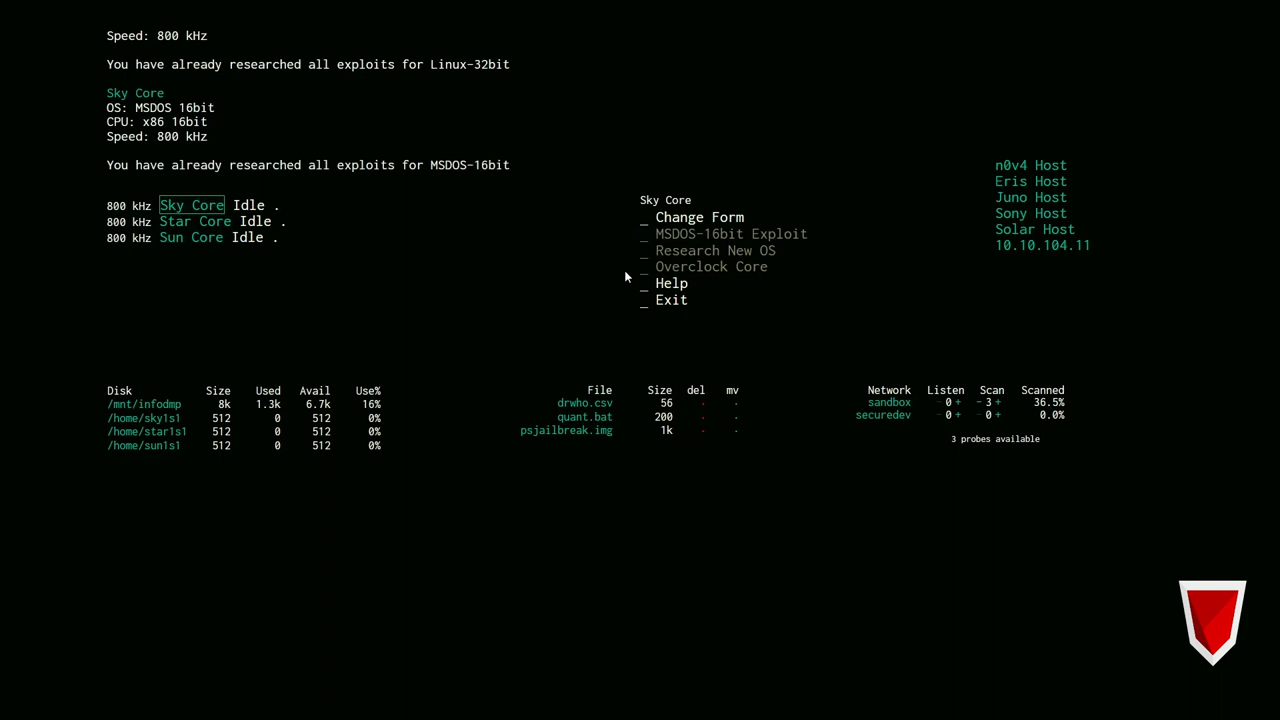 Speed: 800 kHz
You have already researched all exploits for Linux-32bit
Sky Core
OS: MSDOS 16bit
CPU: x86 16bit
Speed: 800 kHz
You have already researched all exploits for MSDOS-16bit
800 kHz Sky Core Idle .
800 kHz Star Core Idle .
800 kHz Sun Core Idle .
Sky Core
_ Change Form
_ MSDOS-16bit Exploit
_ Research New OS
_ Overclock Core
_ Help
_ Exit
n0v4 Host
Eris Host
Juno Host
Sony Host
Solar Host
10.10.104.11
Disk Size Used Avail Use%
/mnt/infodmp 8k 1.3k 6.7k 16%
/home/sky1s1 512 0 512 0%
/home/star1s1 512 0 512 0%
/home/sun1s1 512 0 512 0%
File Size del mv
drwho.csv 56 . .
quant.bat 200 . .
psjailbreak.img 1k . .
Network Listen Scan Scanned
sandbox - 0 + - 3 + 36.5%
securedev - 0 + - 0 + 0.0%
3 probes available